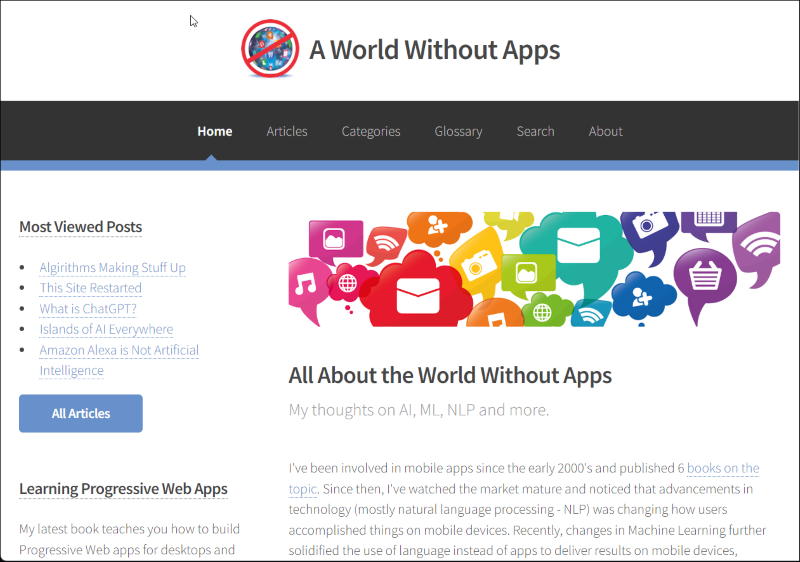 A World Without Apps
Home Articles Categories Glossary Search About
Most Viewed Posts
Algirithms Making Stuff Up
This Site Restarted
What is ChatGPT?
Islands of AI Everywhere
Amazon Alexa is Not Artificial
Intelligence
All Articles
Learning Progressive Web Apps
My latest book teaches you how to build
Progressive Web apps for desktops and
All About the World Without Apps
My thoughts on AI, ML, NLP and more.
I've been involved in mobile apps since the early 2000's and published 6 books on the
topic. Since then, I've watched the market mature and noticed that advancements in
technology (mostly natural language processing - NLP) was changing how users
accomplished things on mobile devices. Recently, changes in Machine Learning further
solidified the use of language instead of apps to deliver results on mobile devices,